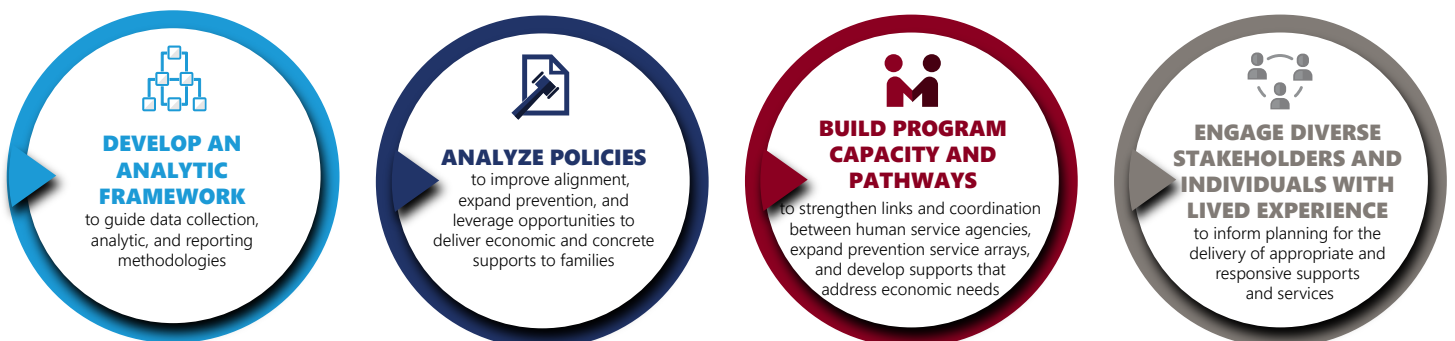 DEVELOP AN
ANALYTIC
FRAMEWORK
to guide data collection,
analytic, and reporting
methodologies
ANALYZE POLICIES
to improve alignment,
expand prevention, and
leverage opportunities to
deliver economic and concrete
supports to families
BUILD PROGRAM
CAPACITY AND
PATHWAYS
to strengthen links and coordination
between human service agencies,
expand prevention service arrays,
and develop supports that
address economic needs
ENGAGE DIVERSE
STAKEHOLDERS AND
INDIVIDUALS WITH
LIVED EXPERIENCE
to inform planning for the
delivery of appropriate and
responsive supports
and services